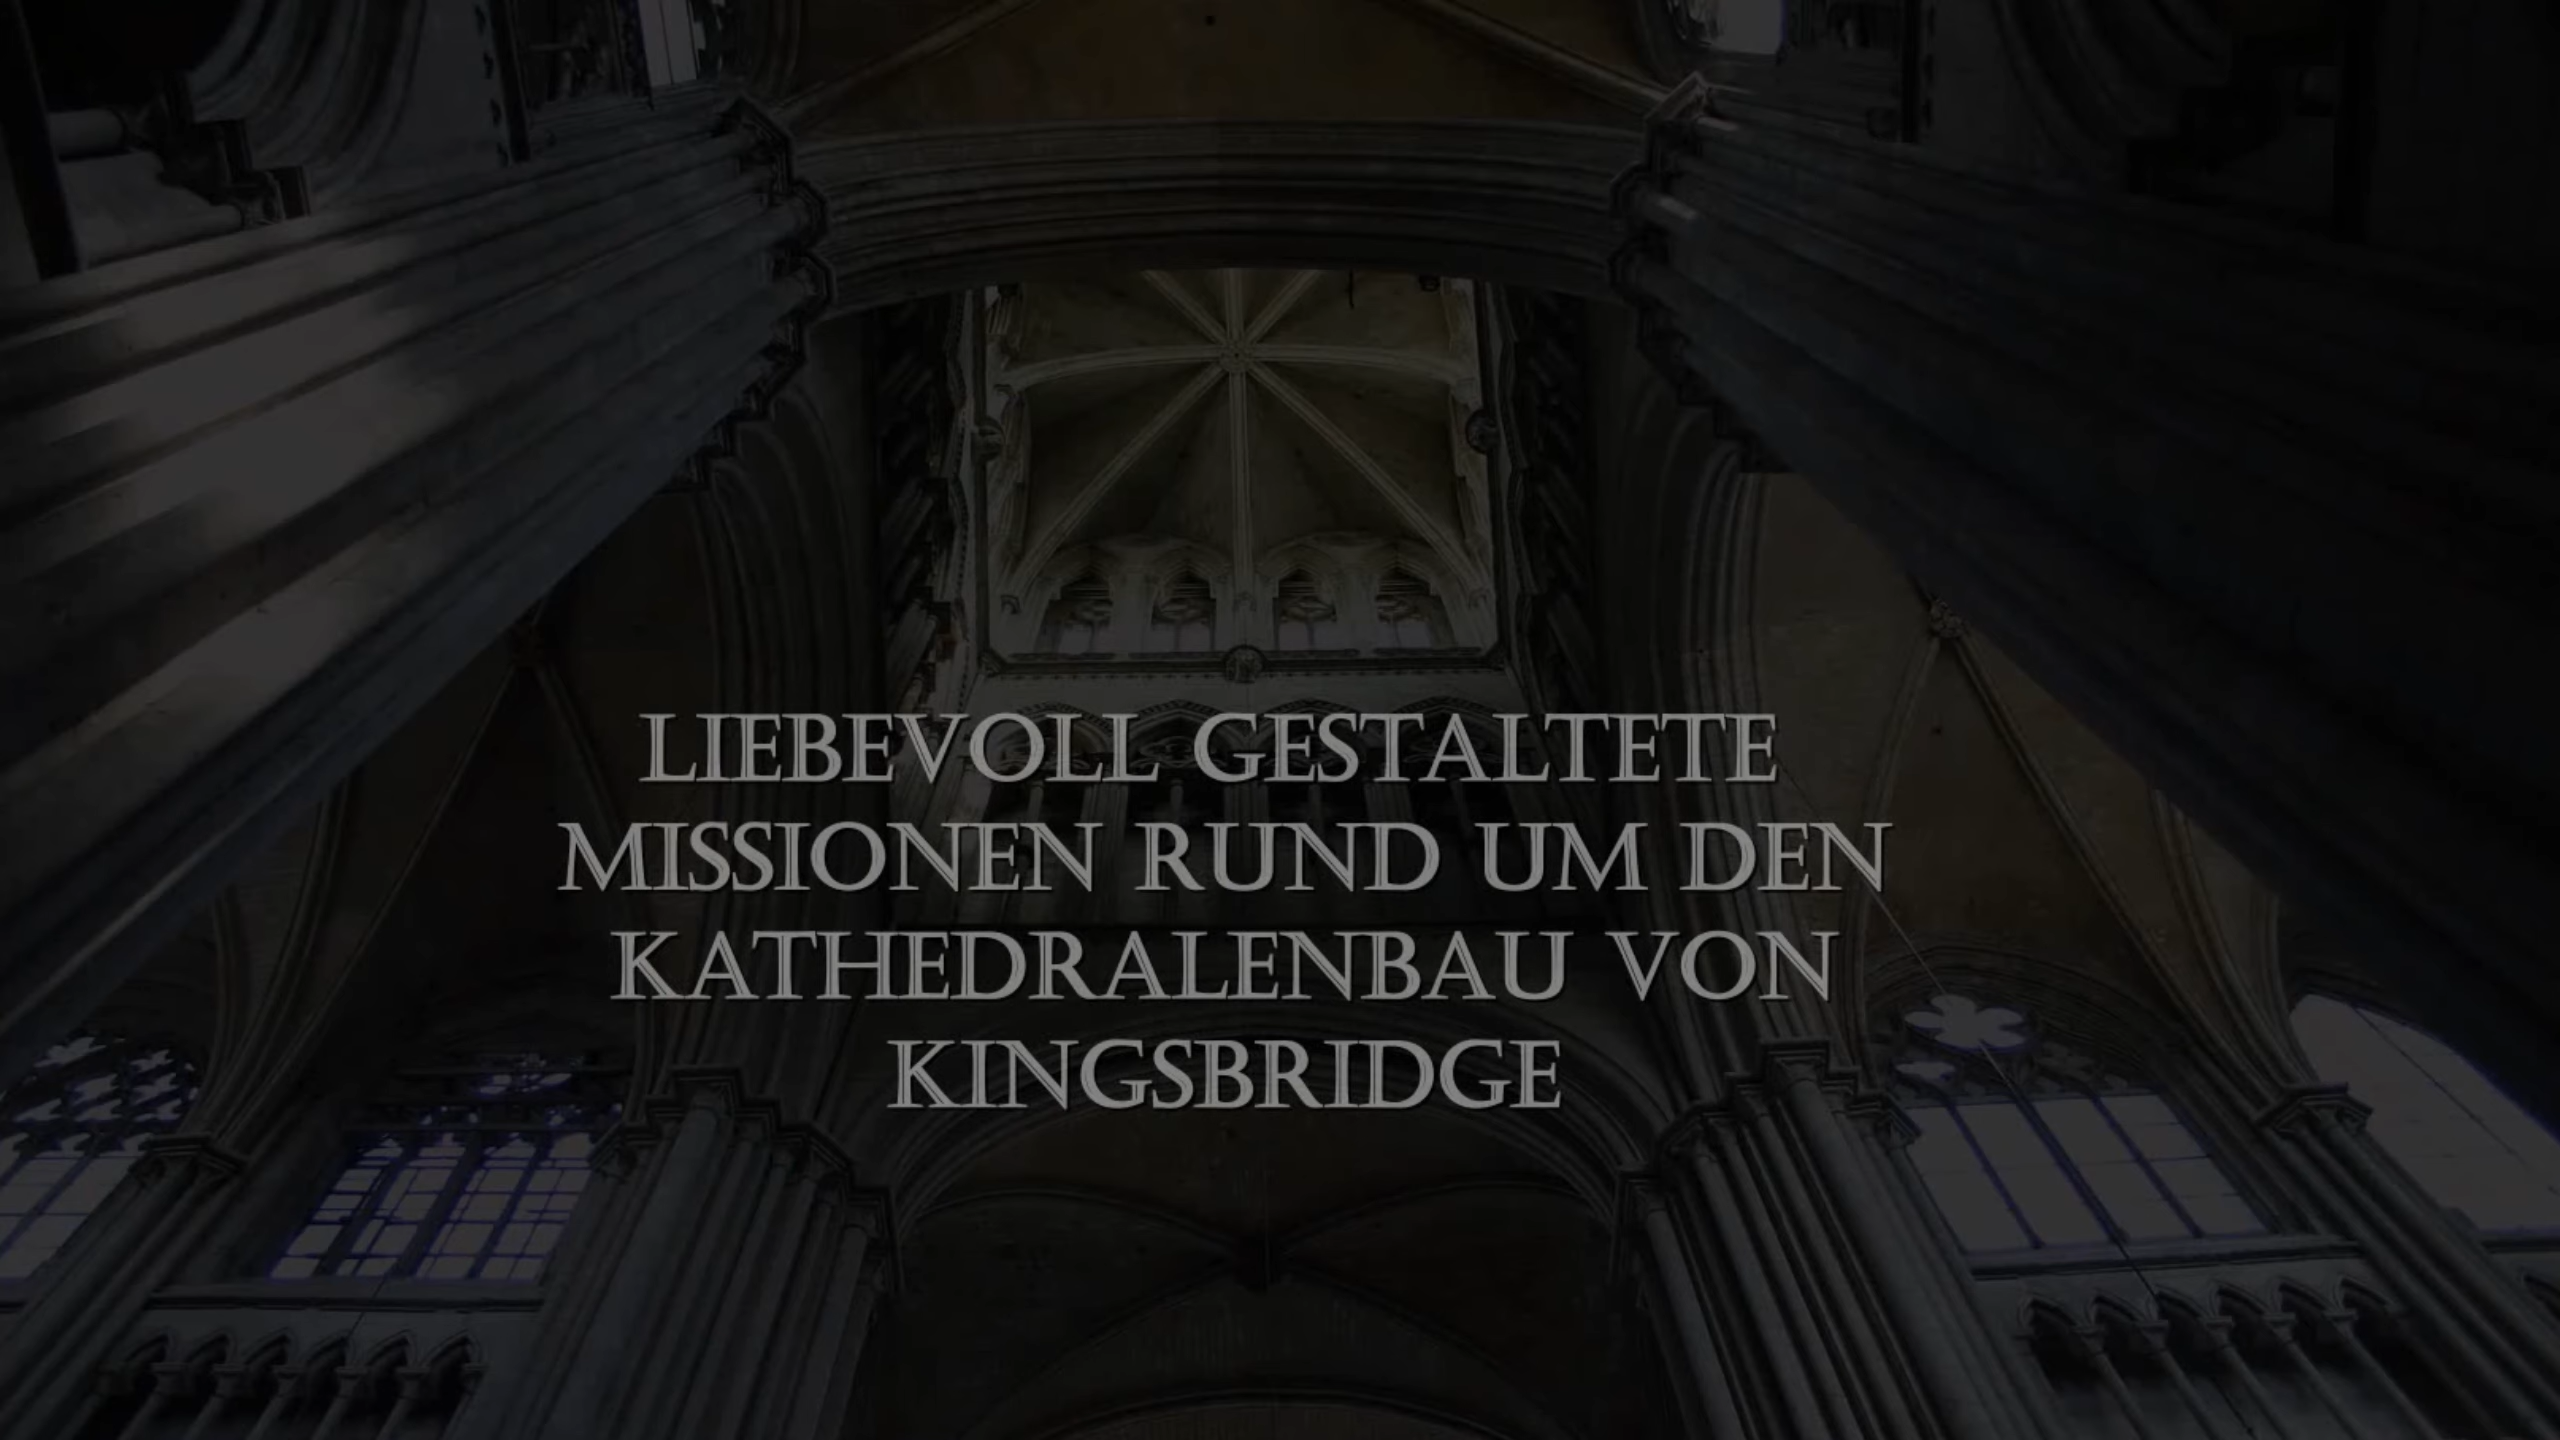 LIEBEVOLL GESTALTETE
MISSIONEN RUND UM DEN
KATHEDRALENBAU VON
KINGSBRIDGE